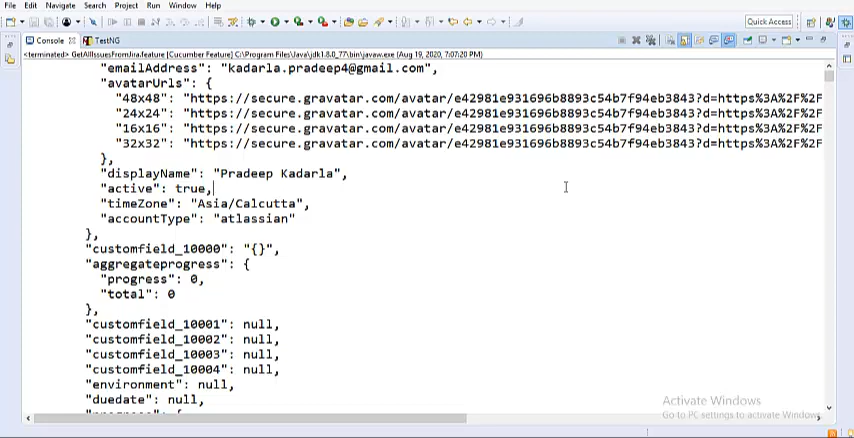 File Edit Navigate Search Project Run Window Help
Quick Access
Console TestNG
<terminated> GetAllIssuesFromJira.feature [Cucumber Feature] C:\Program Files\Java\jdk1.8.0_77\bin\javaw.exe (Aug 19, 2020, 7:07:20 PM)
"emailAddress": "kadarla.pradeep4@gmail.com",
"avatarUrls": {
"48x48": "https://secure.gravatar.com/avatar/e42981e931696b8893c54b7f94eb3843?d=https%3A%2F%2F
"24x24": "https://secure.gravatar.com/avatar/e42981e931696b8893c54b7f94eb3843?d=https%3A%2F%2F
"16x16": "https://secure.gravatar.com/avatar/e42981e931696b8893c54b7f94eb3843?d=https%3A%2F%2F
"32x32": "https://secure.gravatar.com/avatar/e42981e931696b8893c54b7f94eb3843?d=https%3A%2F%2F
},
"displayName": "Pradeep Kadarla",
"active": true,
"timeZone": "Asia/Calcutta",
"accountType": "atlassian"
},
"customfield_10000": "{}",
"aggregateprogress": {
"progress": 0,
"total": 0
},
"customfield_10001": null,
"customfield_10002": null,
"customfield_10003": null,
"customfield_10004": null,
"environment": null,
"duedate": null,
Activate Windows
Go to PC settings to activate Windows.